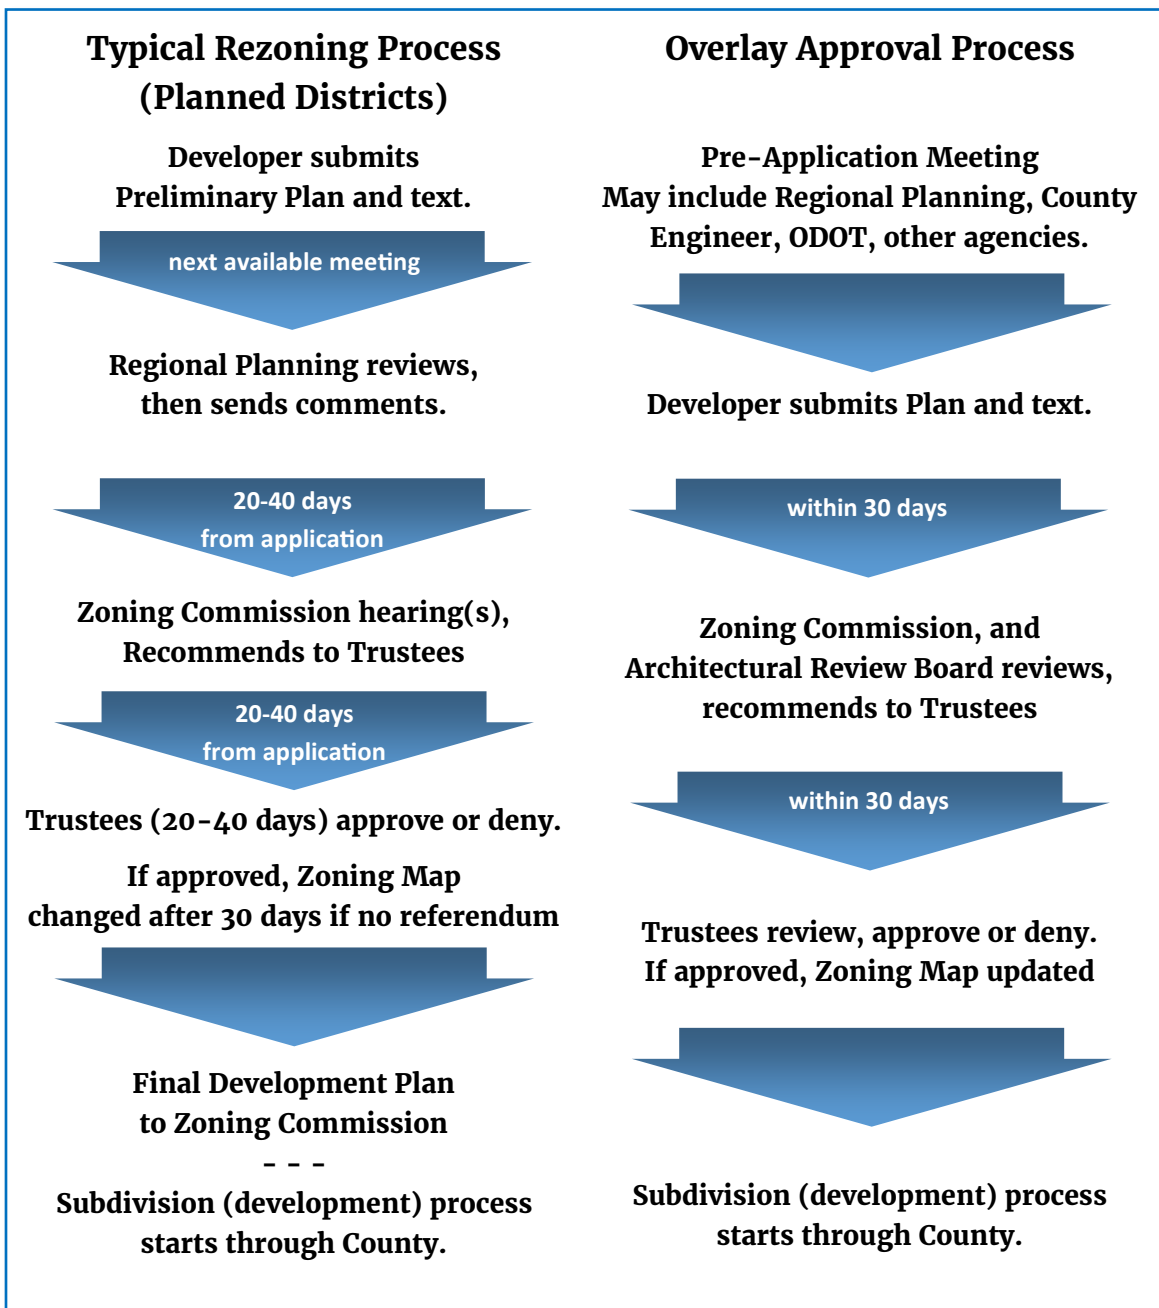 Typical Rezoning Process
(Planned Districts)
Developer submits
Preliminary Plan and text.
next available meeting
Regional Planning reviews,
then sends comments.
20-40 days
from application
Zoning Commission hearing(s),
Recommends to Trustees
20-40 days
from application
Trustees (20-40 days) approve or deny.
If approved, Zoning Map
changed after 30 days if no referendum
Final Development Plan
to Zoning Commission
- - -
Subdivision (development) process
starts through County.
Overlay Approval Process
Pre-Application Meeting
May include Regional Planning, County
Engineer, ODOT, other agencies.
Developer submits Plan and text.
within 30 days
Zoning Commission, and
Architectural Review Board reviews,
recommends to Trustees
within 30 days
Trustees review, approve or deny.
If approved, Zoning Map updated
Subdivision (development) process
starts through County.